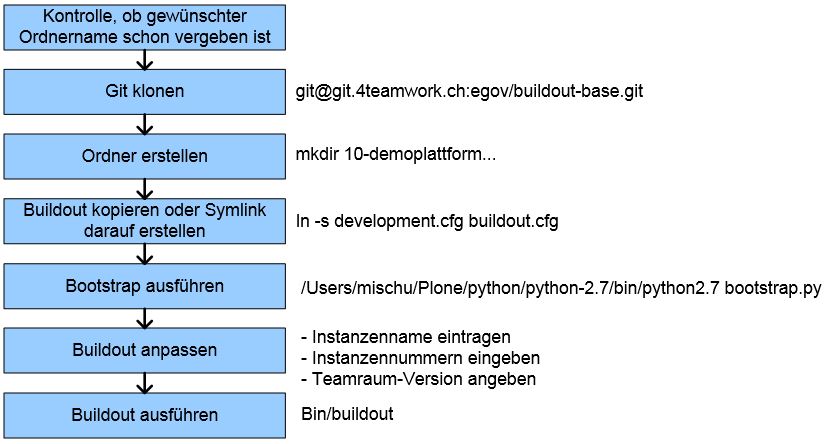 Kontrolle, ob gewünschter
Ordnername schon vergeben ist
Git klonen
git@git.4teamwork.ch:egov/buildout-base.git
Ordner erstellen
mkdir 10-demoplattform...
Buildout kopieren oder Symlink
darauf erstellen
ln -s development.cfg buildout.cfg
Bootstrap ausführen
/Users/mischu/Plone/python/python-2.7/bin/python2.7 bootstrap.py
Buildout anpassen
- Instanzenname eintragen
- Instanzennummern eingeben
- Teamraum-Version angeben
Buildout ausführen
Bin/buildout